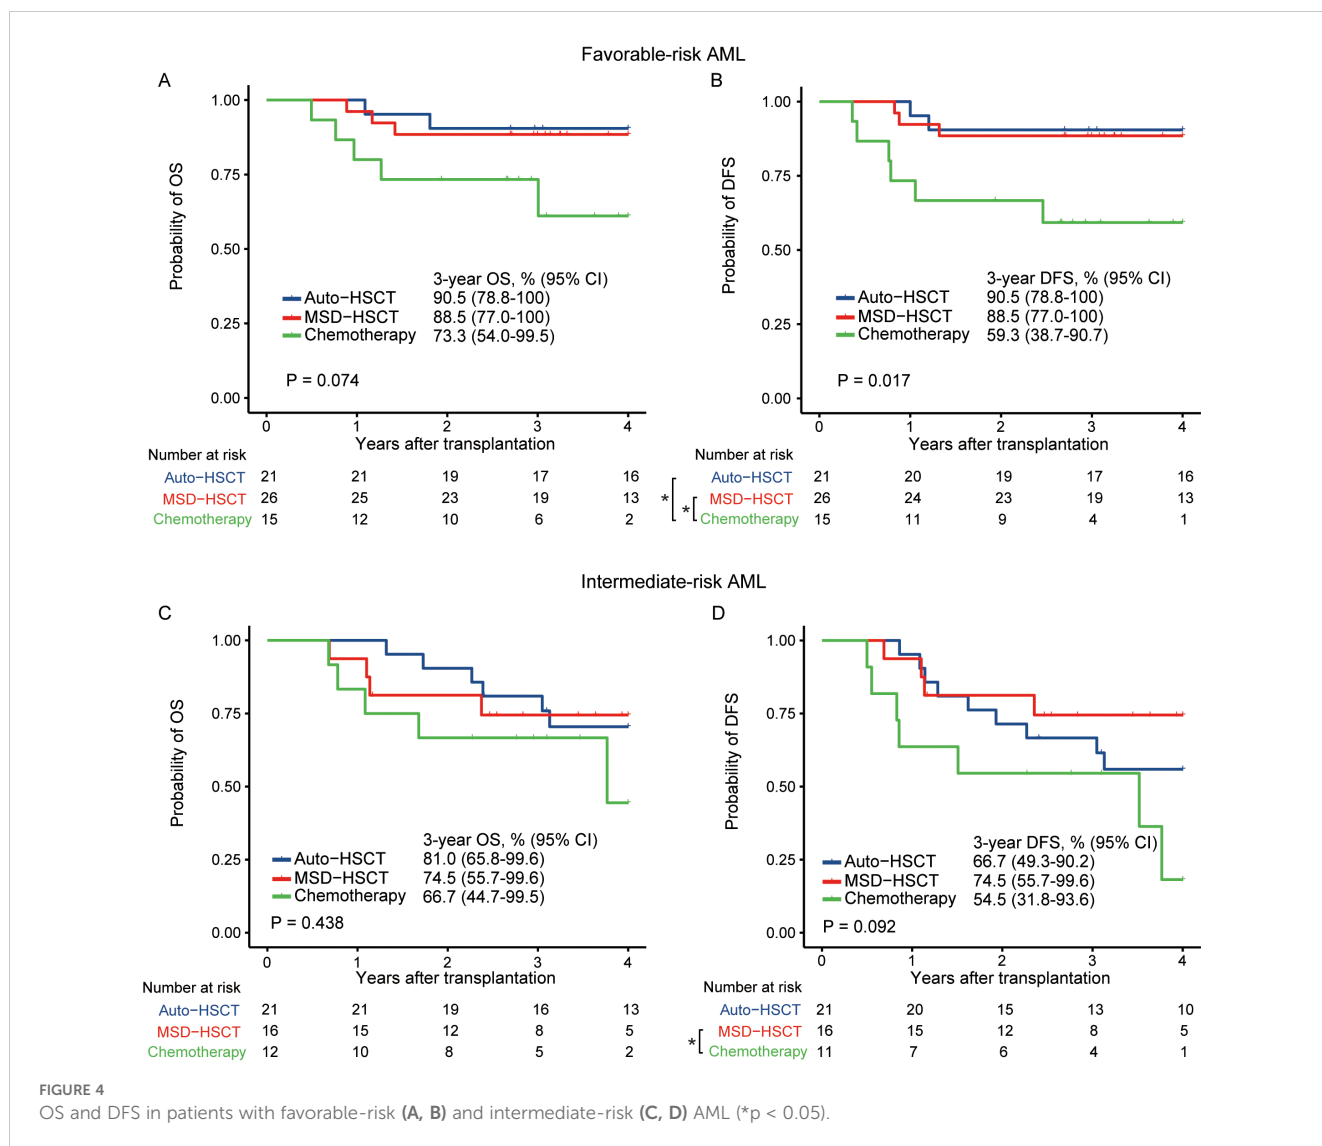 Favorable-risk AML
A
B
Probability of OS
1.00
0.75
0.50
0.25
0.00
3-year OS, % (95% CI)
Auto−HSCT 90.5 (78.8-100)
MSD−HSCT 88.5 (77.0-100)
Chemotherapy 73.3 (54.0-99.5)
P = 0.074
0 1 2 3 4
Years after transplantation
Number at risk
Auto−HSCT 21 21 19 17 16
MSD−HSCT 26 25 23 19 13
Chemotherapy 15 12 10 6 2
Probability of DFS
1.00
0.75
0.50
0.25
0.00
3-year DFS, % (95% CI)
Auto−HSCT 90.5 (78.8-100)
MSD−HSCT 88.5 (77.0-100)
Chemotherapy 59.3 (38.7-90.7)
P = 0.017
0 1 2 3 4
Years after transplantation
Number at risk
Auto−HSCT 21 20 19 17 16
* * MSD−HSCT 26 24 23 19 13
Chemotherapy 15 11 9 4 1
Intermediate-risk AML
C
D
Probability of OS
1.00
0.75
0.50
0.25
0.00
3-year OS, % (95% CI)
Auto−HSCT 81.0 (65.8-99.6)
MSD−HSCT 74.5 (55.7-99.6)
Chemotherapy 66.7 (44.7-99.5)
P = 0.438
0 1 2 3 4
Years after transplantation
Number at risk
Auto−HSCT 21 21 19 16 13
MSD−HSCT 16 15 12 8 5
Chemotherapy 12 10 8 5 2
Probability of DFS
1.00
0.75
0.50
0.25
0.00
3-year DFS, % (95% CI)
Auto−HSCT 66.7 (49.3-90.2)
MSD−HSCT 74.5 (55.7-99.6)
Chemotherapy 54.5 (31.8-93.6)
P = 0.092
0 1 2 3 4
Years after transplantation
Number at risk
Auto−HSCT 21 20 15 13 10
* MSD−HSCT 16 15 12 8 5
Chemotherapy 11 7 6 4 1
FIGURE 4
OS and DFS in patients with favorable-risk (A, B) and intermediate-risk (C, D) AML (*p < 0.05).